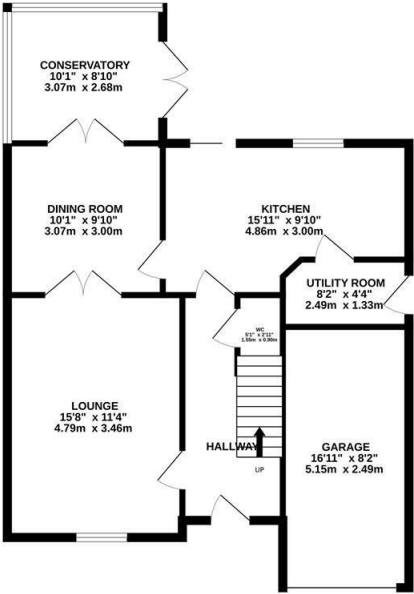 CONSERVATORY
10'1" x 8'10"
3.07m x 2.68m
DINING ROOM
10'1" x 9'10"
3.07m x 3.00m
KITCHEN
15'11" x 9'10"
4.86m x 3.00m
UTILITY ROOM
8'2" x 4'4"
2.49m x 1.33m
WC
5'1" x 2'11"
1.55m x 0.90m
LOUNGE
15'8" x 11'4"
4.79m x 3.46m
HALLWAY
UP
GARAGE
16'11" x 8'2"
5.15m x 2.49m